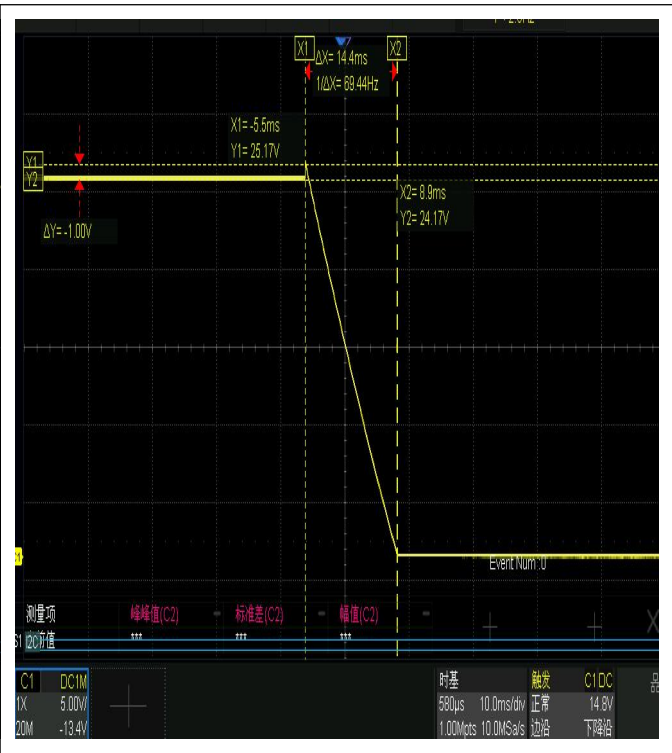 X1
X2
ΔX= 14.4ms
1/ΔX= 69.44Hz
X1= -5.5ms
Y1= 25.17V
Y1
Y2
X2= 8.9ms
Y2= 24.17V
ΔY= -1.00V
Event Num :0
测量项 峰峰值(C2) 标准差(C2) 幅值(C2)
*** *** ***
S1 I2C
C1 DC1M
1X 5.00V/
20M -13.4V
时基
580μs 10.0ms/div
1.00Mpts 10.0MSa/s
触发 C1 DC
正常 14.8V
边沿 下降沿